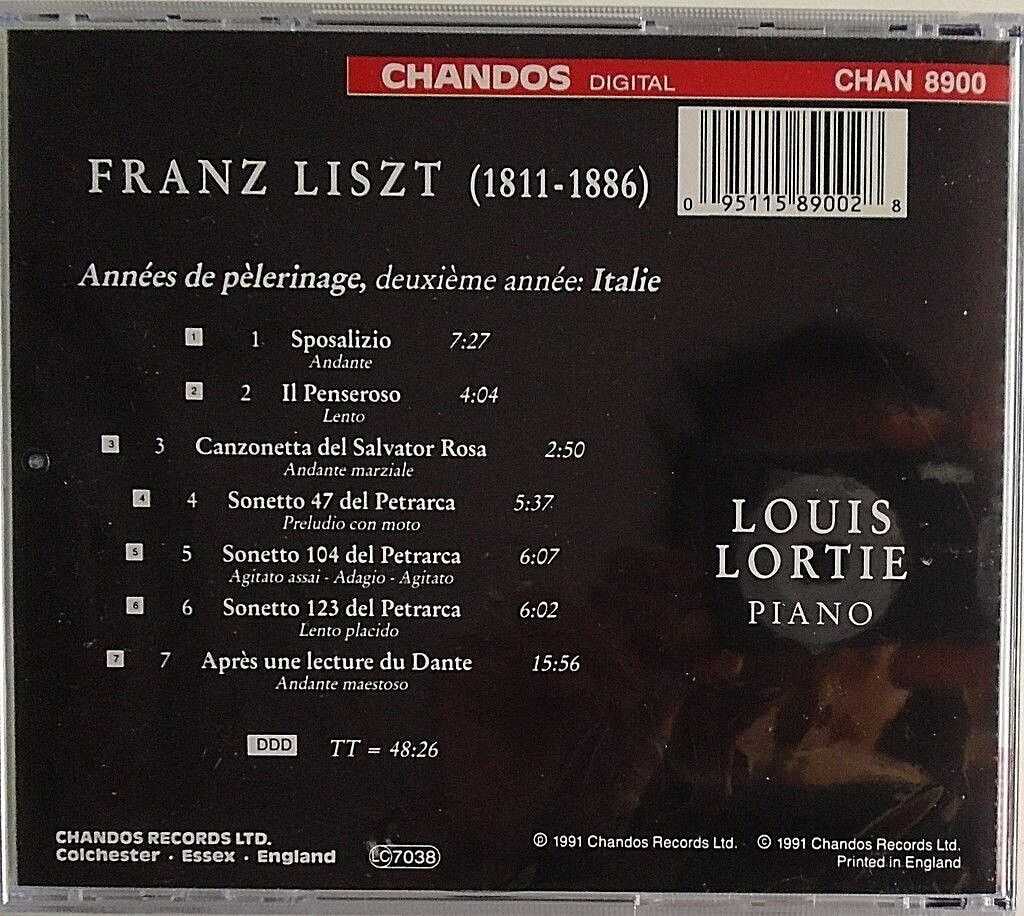 CHANDOS DIGITAL CHAN 8900
FRANZ LISZT (1811-1886)
0 95115 89002 8
Années de pèlerinage, deuxième année: Italie
1 1 Sposalizio 7:27
Andante
2 2 Il Penseroso 4:04
Lento
3 3 Canzonetta del Salvator Rosa 2:50
Andante marziale
4 4 Sonetto 47 del Petrarca 5:37
Preludio con moto
5 5 Sonetto 104 del Petrarca 6:07
Agitato assai - Adagio - Agitato
6 6 Sonetto 123 del Petrarca 6:02
Lento placido
7 7 Après une lecture du Dante 15:56
Andante maestoso
LOUIS
LORTIE
PIANO
DDD TT = 48:26
CHANDOS RECORDS LTD.
Colchester · Essex · England LC 7038
℗ 1991 Chandos Records Ltd. © 1991 Chandos Records Ltd.
Printed in England